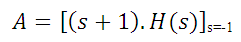 A = [(s + 1). H(s)]s=-1